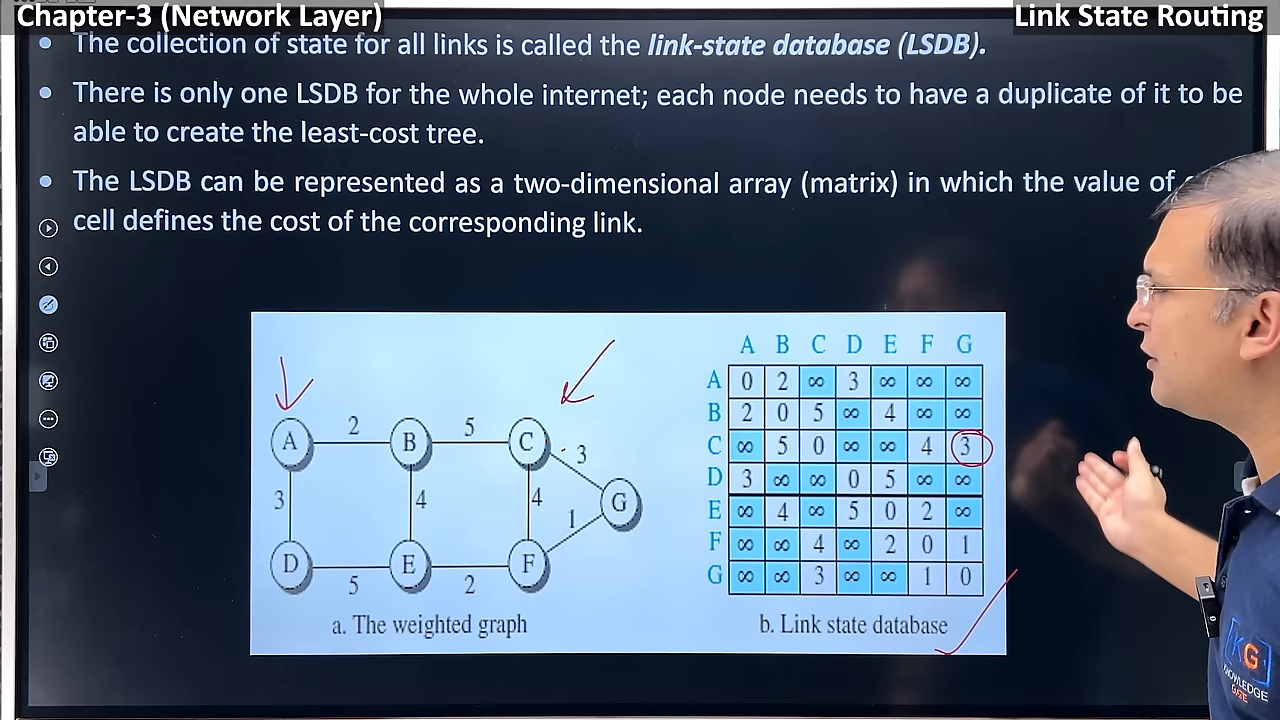 Chapter-3 (Network Layer)
Link State Routing
• The collection of state for all links is called the link-state database (LSDB).
• There is only one LSDB for the whole internet; each node needs to have a duplicate of it to be
able to create the least-cost tree.
• The LSDB can be represented as a two-dimensional array (matrix) in which the value of
cell defines the cost of the corresponding link.
A 2 B 5 C 3
3 4 4 1 G
D 5 E 2 F
a. The weighted graph
A B C D E F G
A 0 2 ∞ 3 ∞ ∞ ∞
B 2 0 5 ∞ 4 ∞ ∞
C ∞ 5 0 ∞ ∞ 4 3
D 3 ∞ ∞ 0 5 ∞ ∞
E ∞ 4 ∞ 5 0 2 ∞
F ∞ ∞ 4 ∞ 2 0 1
G ∞ ∞ 3 ∞ ∞ 1 0
b. Link state database
KG
KNOWLEDGE
GATE